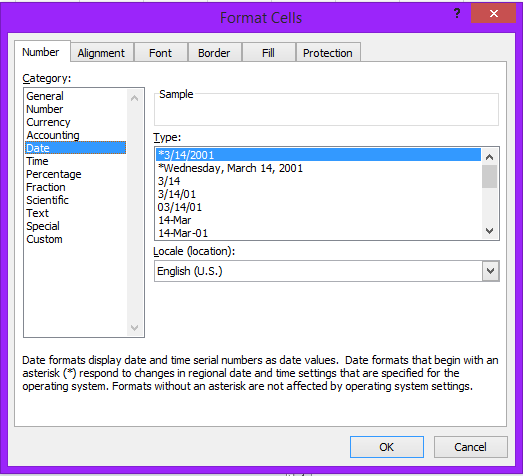 Format Cells
?
Number Alignment Font Border Fill Protection
Category:
General
Number
Currency
Accounting
Date
Time
Percentage
Fraction
Scientific
Text
Special
Custom
Sample
Type:
*3/14/2001
*Wednesday, March 14, 2001
3/14
3/14/01
03/14/01
14-Mar
14-Mar-01
Locale (location):
English (U.S.)
Date formats display date and time serial numbers as date values. Date formats that begin with an
asterisk (*) respond to changes in regional date and time settings that are specified for the
operating system. Formats without an asterisk are not affected by operating system settings.
OK Cancel